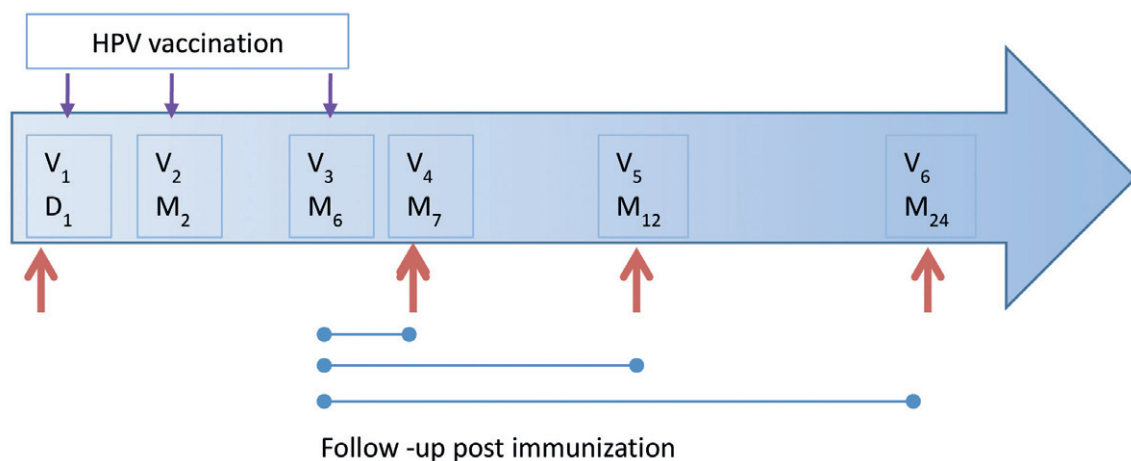 HPV vaccination
V₁
D₁
V₂
M₂
V₃
M₆
V₄
M₇
V₅
M₁₂
V₆
M₂₄
Follow -up post immunization